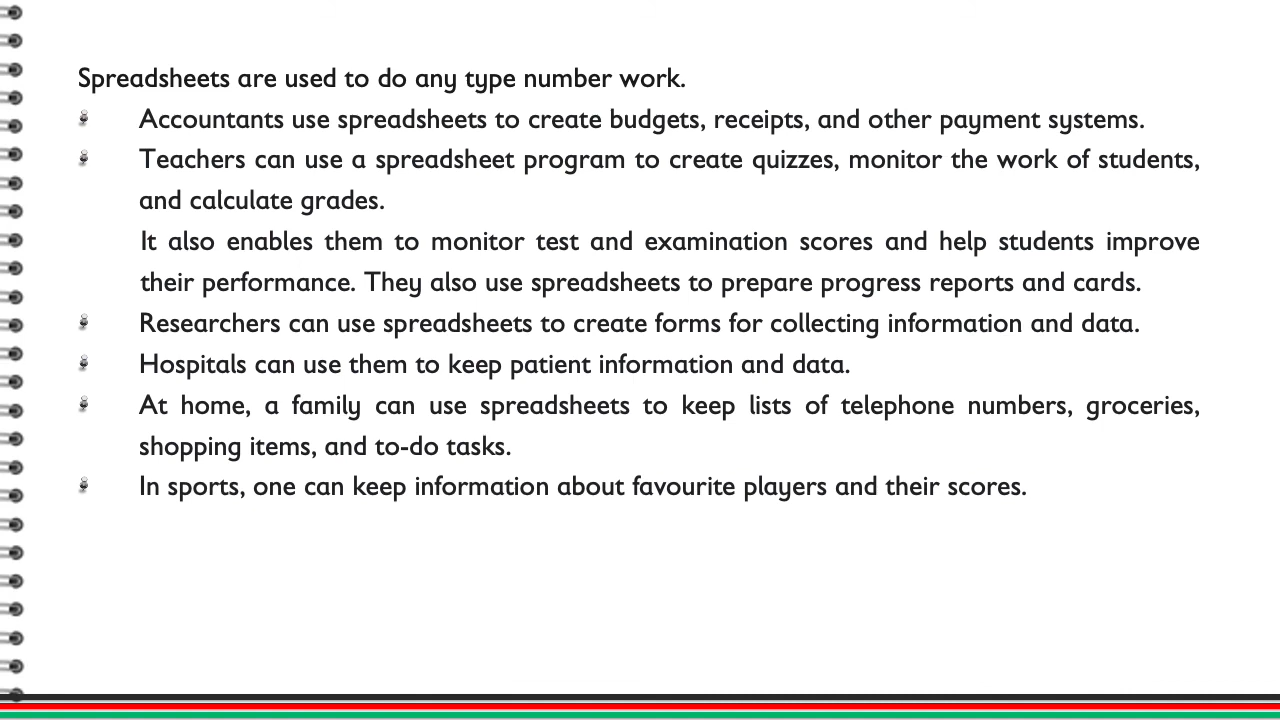 Spreadsheets are used to do any type number work.
Accountants use spreadsheets to create budgets, receipts, and other payment systems.
Teachers can use a spreadsheet program to create quizzes, monitor the work of students,
and calculate grades.
It also enables them to monitor test and examination scores and help students improve
their performance. They also use spreadsheets to prepare progress reports and cards.
Researchers can use spreadsheets to create forms for collecting information and data.
Hospitals can use them to keep patient information and data.
At home, a family can use spreadsheets to keep lists of telephone numbers, groceries,
shopping items, and to-do tasks.
In sports, one can keep information about favourite players and their scores.